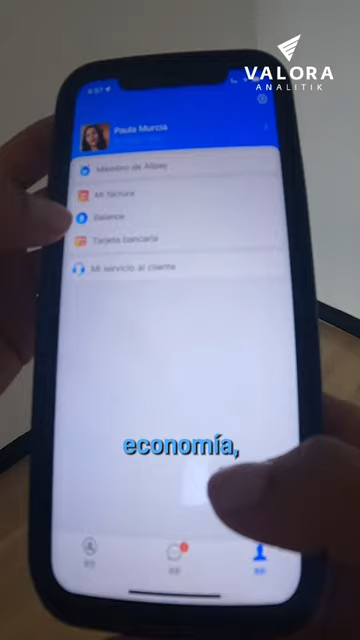 VALORA
ANALITIK
Paula Murcia
Miembro de Alipay
Mi factura
Balance
Tarjeta bancaria
Mi servicio al cliente
economía,